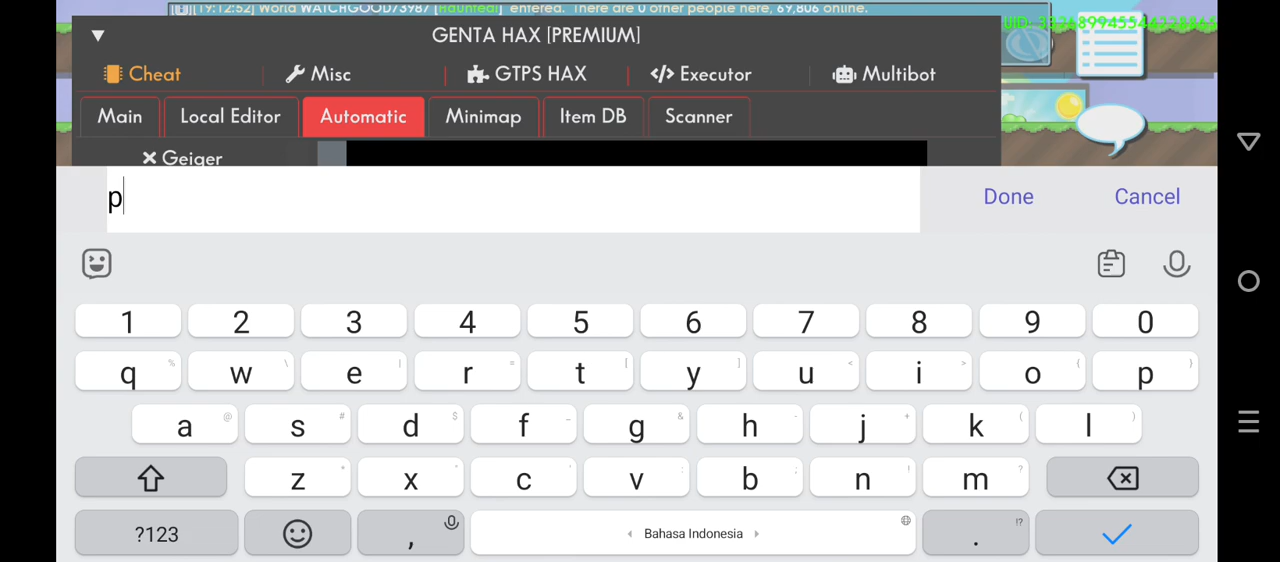 [19:12:52] World WATCHGOOD73987 [Haunted] entered. There are 0 other people here, 69,806 online.
GENTA HAX [PREMIUM]
Cheat
Misc
GTPS HAX
</> Executor
Multibot
Main
Local Editor
Automatic
Minimap
Item DB
Scanner
Geiger
p
Done
Cancel
1 2 3 4 5 6 7 8 9 0
q w e r t y u i o p
a s d f g h j k l
z x c v b n m
?123
,
Bahasa Indonesia
.
!?